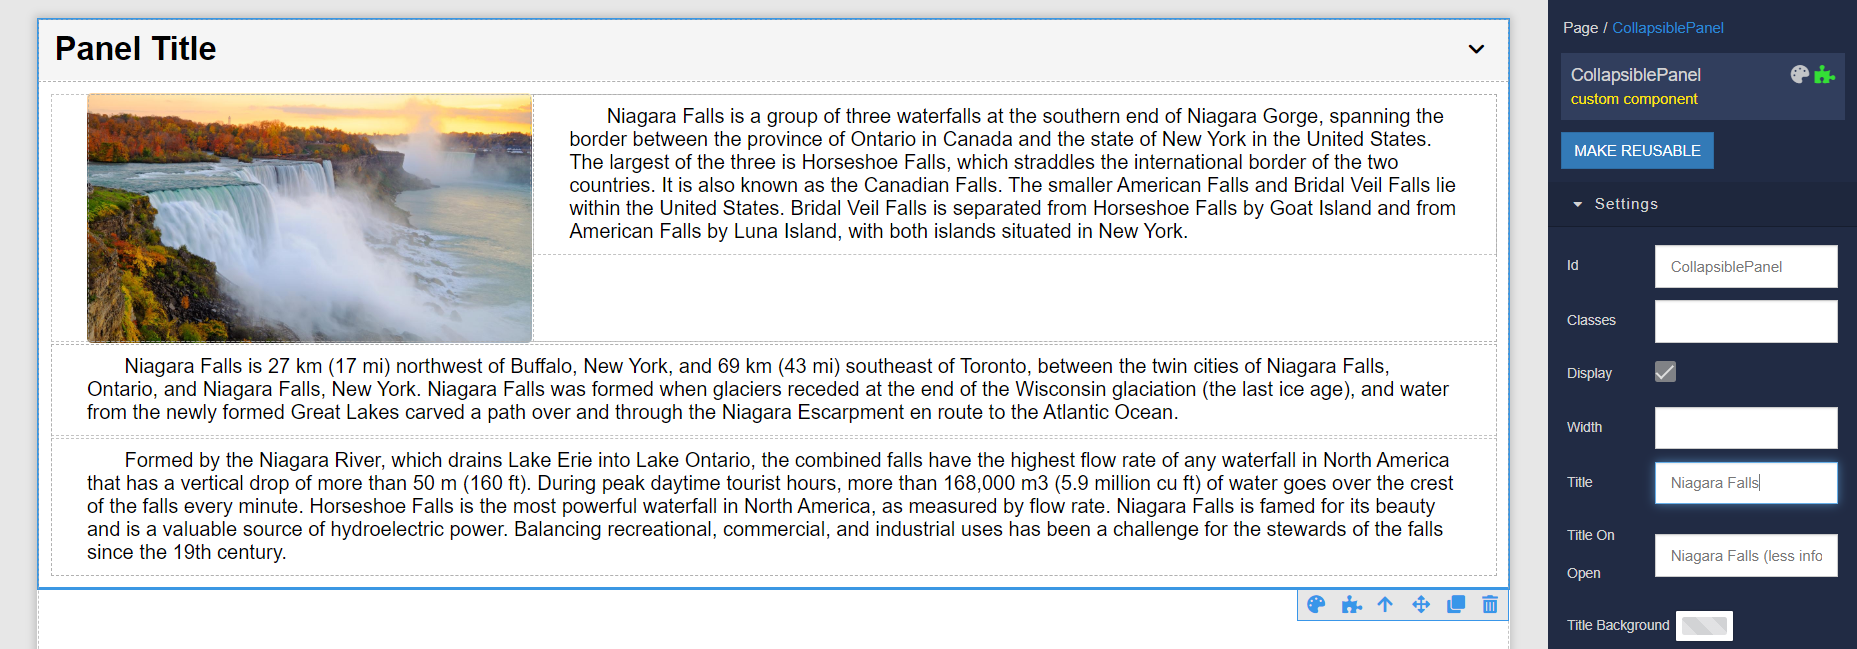 Panel Title
Niagara Falls is a group of three waterfalls at the southern end of Niagara Gorge, spanning the
border between the province of Ontario in Canada and the state of New York in the United States.
The largest of the three is Horseshoe Falls, which straddles the international border of the two
countries. It is also known as the Canadian Falls. The smaller American Falls and Bridal Veil Falls lie
within the United States. Bridal Veil Falls is separated from Horseshoe Falls by Goat Island and from
American Falls by Luna Island, with both islands situated in New York.
Niagara Falls is 27 km (17 mi) northwest of Buffalo, New York, and 69 km (43 mi) southeast of Toronto, between the twin cities of Niagara Falls,
Ontario, and Niagara Falls, New York. Niagara Falls was formed when glaciers receded at the end of the Wisconsin glaciation (the last ice age), and water
from the newly formed Great Lakes carved a path over and through the Niagara Escarpment en route to the Atlantic Ocean.
Formed by the Niagara River, which drains Lake Erie into Lake Ontario, the combined falls have the highest flow rate of any waterfall in North America
that has a vertical drop of more than 50 m (160 ft). During peak daytime tourist hours, more than 168,000 m3 (5.9 million cu ft) of water goes over the crest
of the falls every minute. Horseshoe Falls is the most powerful waterfall in North America, as measured by flow rate. Niagara Falls is famed for its beauty
and is a valuable source of hydroelectric power. Balancing recreational, commercial, and industrial uses has been a challenge for the stewards of the falls
since the 19th century.
Page / CollapsiblePanel
CollapsiblePanel
custom component
MAKE REUSABLE
Settings
Id
CollapsiblePanel
Classes
Display
Width
Title
Niagara Falls
Title On
Open
Niagara Falls (less info
Title Background